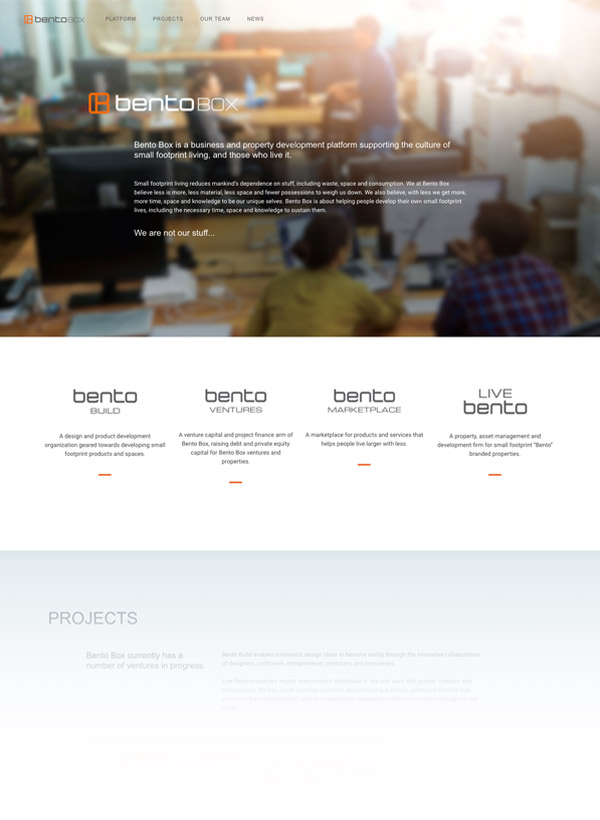 bento BOX PLATFORM PROJECTS OUR TEAM NEWS
bento BOX
Bento Box is a business and property development platform supporting the culture of
small footprint living, and those who live it.
Small footprint living reduces mankind's dependence on stuff, including waste, space and consumption. We at Bento Box
believe less is more, less material, less space and fewer possessions to weigh us down. We also believe, with less we get more,
more time, space and knowledge to be our unique selves. Bento Box is about helping people develop their own small footprint
lives, including the necessary time, space and knowledge to sustain them.
We are not our stuff...
bento
BUILD
A design and product development
organization geared towards developing small
footprint products and spaces.
bento
VENTURES
A venture capital and project finance arm of
Bento Box, raising debt and private equity
capital for Bento Box ventures and
properties.
bento
MARKETPLACE
A marketplace for products and services that
helps people live larger with less.
LIVE
bento
A property, asset management and
development firm for small footprint "Bento"
branded properties.
PROJECTS
Bento Box currently has a
number of ventures in progress.
Bento Build enables minimalist design ideas to become reality through the innovative collaboration
of designers, craftsmen, entrepreneurs, producers and consumers.